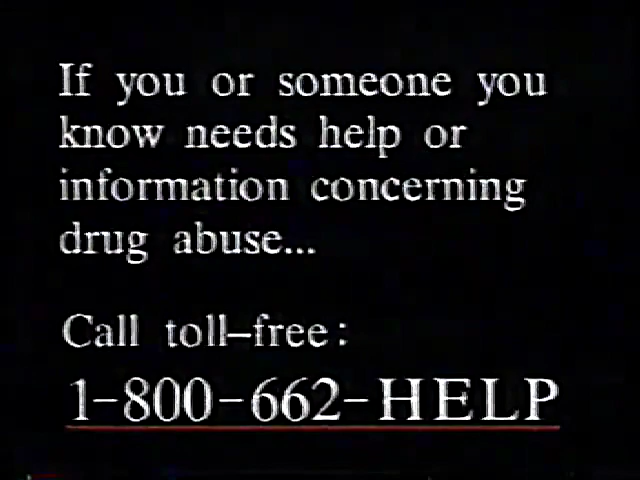 If you or someone you
know needs help or
information concerning
drug abuse...
Call toll-free:
1-800-662-HELP